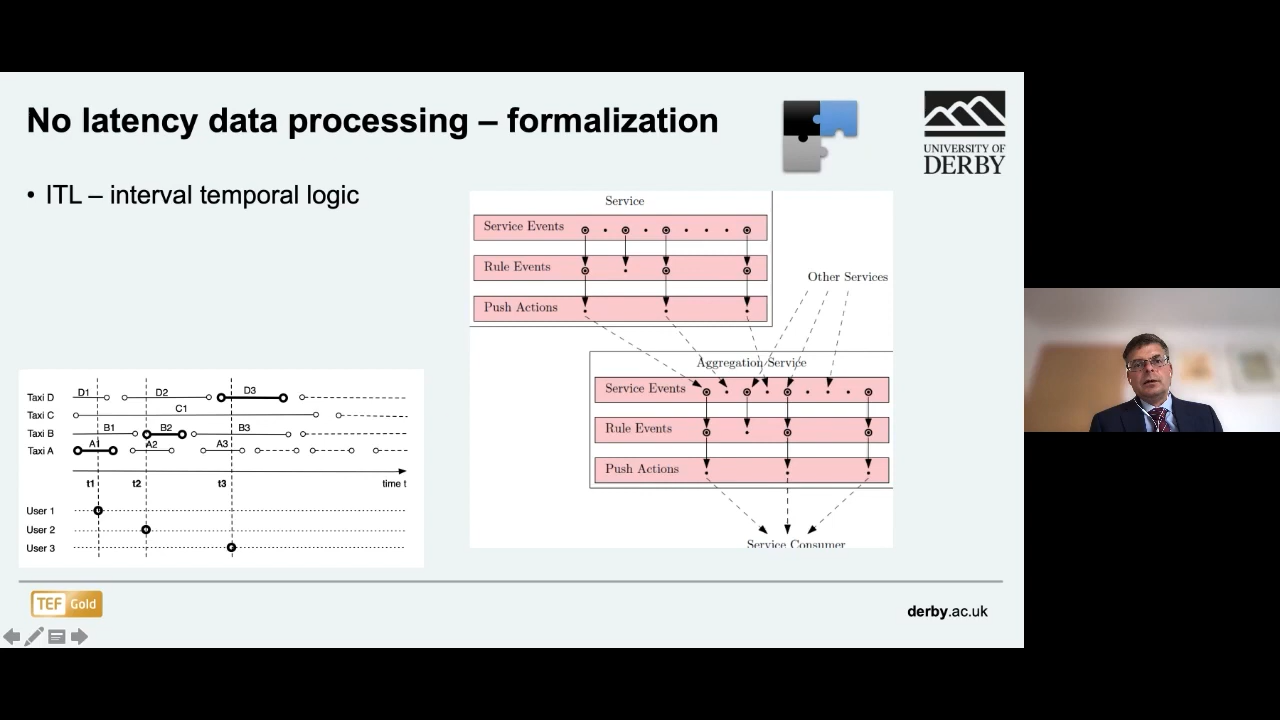 No latency data processing – formalization
UNIVERSITY OF
DERBY
• ITL – interval temporal logic
Service
Service Events
Rule Events
Push Actions
Other Services
Aggregation Service
Service Events
Rule Events
Push Actions
Service Consumer
Taxi D D1 D2 D3
Taxi C C1
Taxi B B1 B2 B3
Taxi A A1 A2 A3
t1 t2 t3 time t
User 1
User 2
User 3
TEF Gold
derby.ac.uk